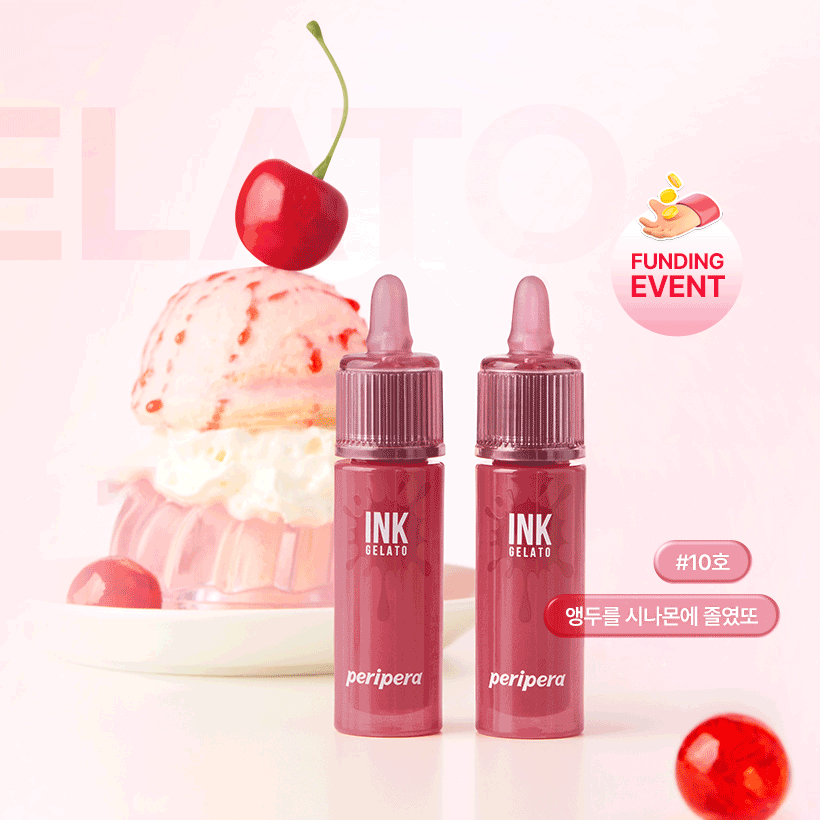 ELATO
FUNDING
EVENT
INK
GELATO
peripera
INK
GELATO
peripera
#10호
앵두를 시나몬에 졸였또